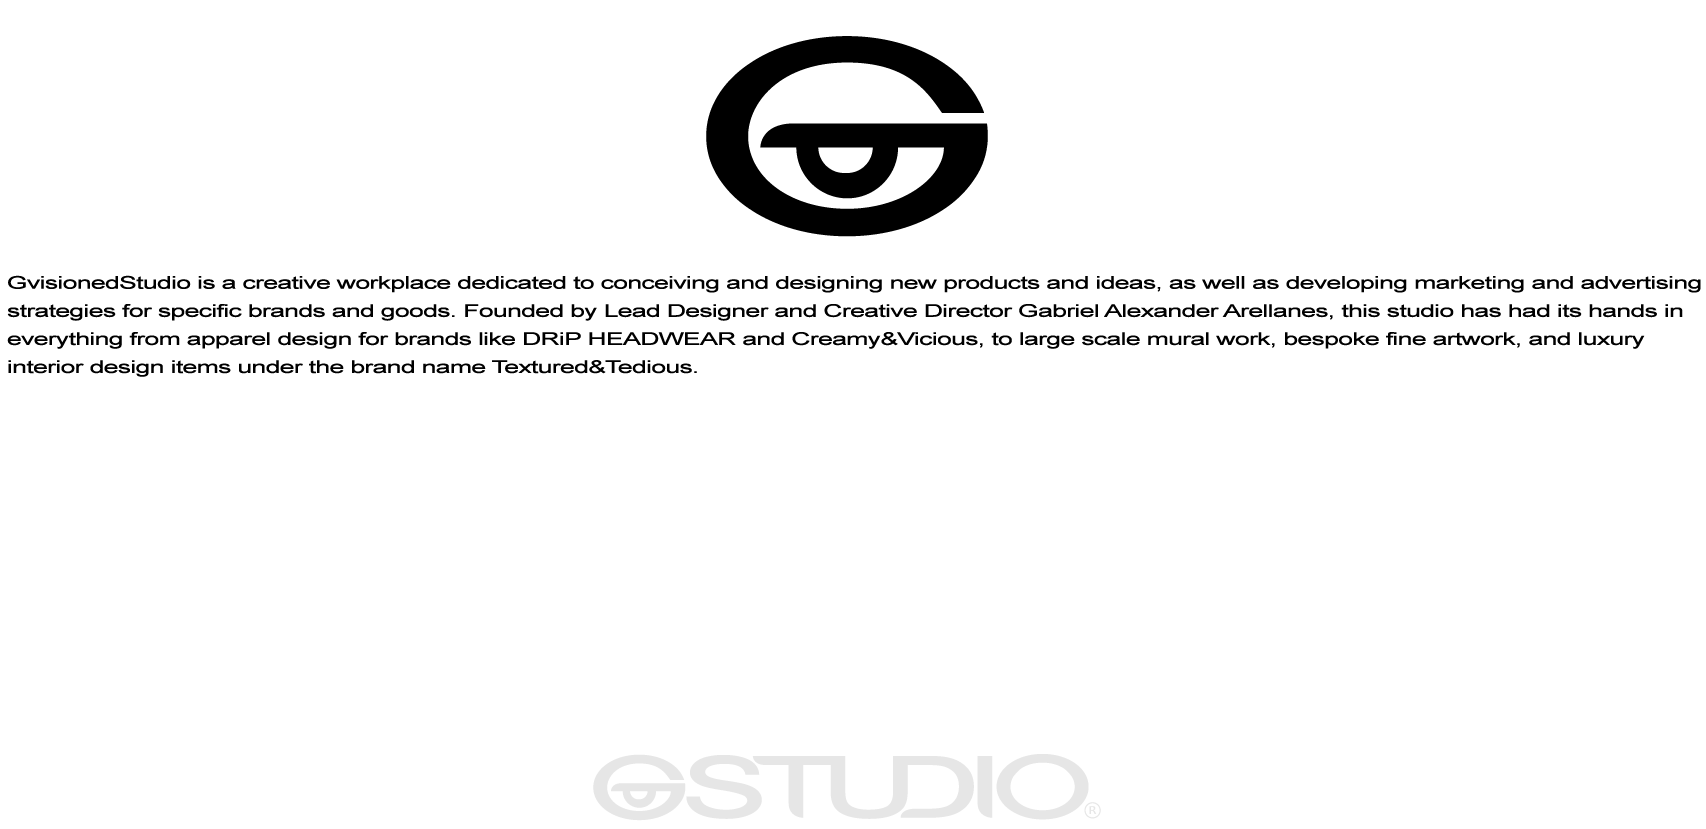 GvisionedStudio is a creative workplace dedicated to conceiving and designing new products and ideas, as well as developing marketing and advertising
strategies for specific brands and goods. Founded by Lead Designer and Creative Director Gabriel Alexander Arellanes, this studio has had its hands in
everything from apparel design for brands like DRiP HEADWEAR and Creamy&Vicious, to large scale mural work, bespoke fine artwork, and luxury
interior design items under the brand name Textured&Tedious.
GSTUDIO®